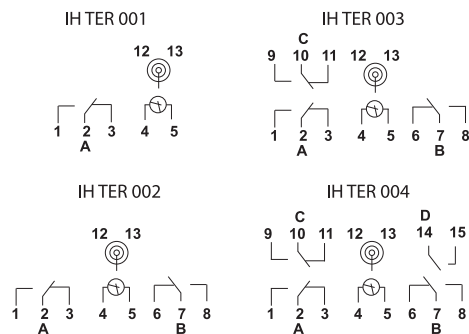 IH TER 001
12 13
1 2 3 4 5
A
IH TER 003
C
9 10 11 12 13
1 2 3 4 5 6 7 8
A B
IH TER 002
12 13
1 2 3 4 5 6 7 8
A B
IH TER 004
C D
9 10 11 12 13 14 15
1 2 3 4 5 6 7 8
A B